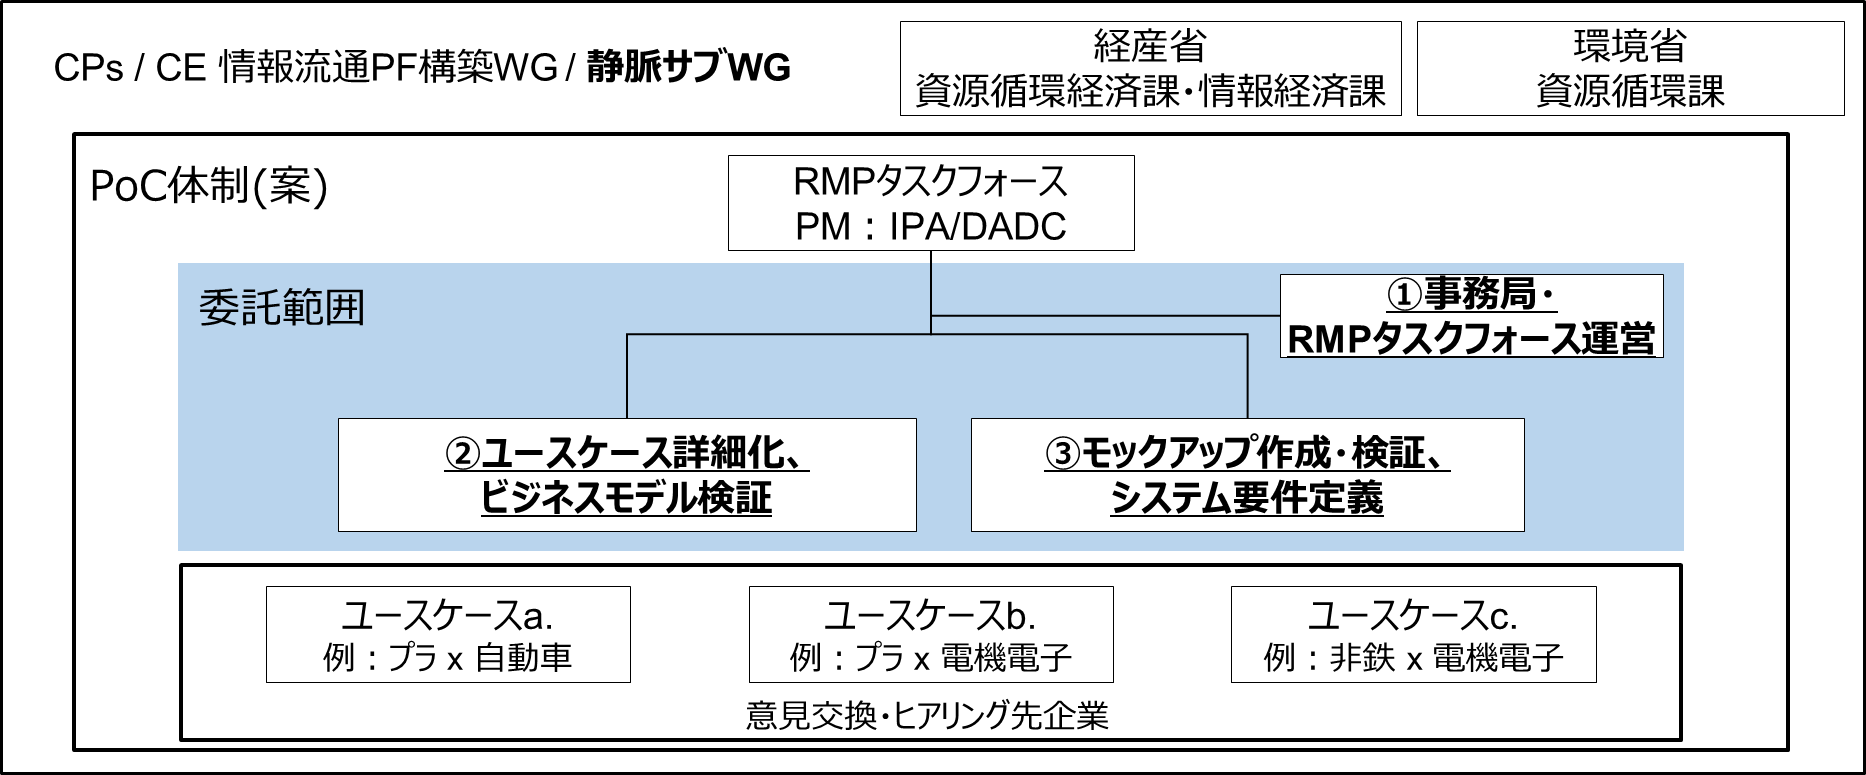 CPs / CE 情報流通PF構築WG / 静脈サブWG
経産省
資源循環経済課・情報経済課
環境省
資源循環課
PoC体制(案)
RMPタスクフォース
PM：IPA/DADC
委託範囲
①事務局・
RMPタスクフォース運営
②ユースケース詳細化、
ビジネスモデル検証
③モックアップ作成・検証、
システム要件定義
ユースケースa.
例：プラ x 自動車
ユースケースb.
例：プラ x 電機電子
ユースケースc.
例：非鉄 x 電機電子
意見交換・ヒアリング先企業